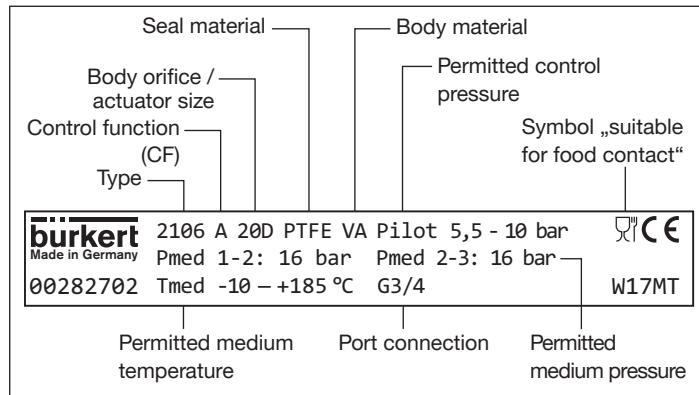 Seal material
Body material
Body orifice /
actuator size
Permitted control
pressure
Control function
(CF)
Symbol „suitable
for food contact“
Type
bürkert
Made in Germany
2106 A 20D PTFE VA Pilot 5,5 - 10 bar
CE
Pmed 1-2: 16 bar Pmed 2-3: 16 bar
00282702 Tmed -10 – +185 °C G3/4 W17MT
Permitted medium
temperature
Port connection
Permitted
medium pressure